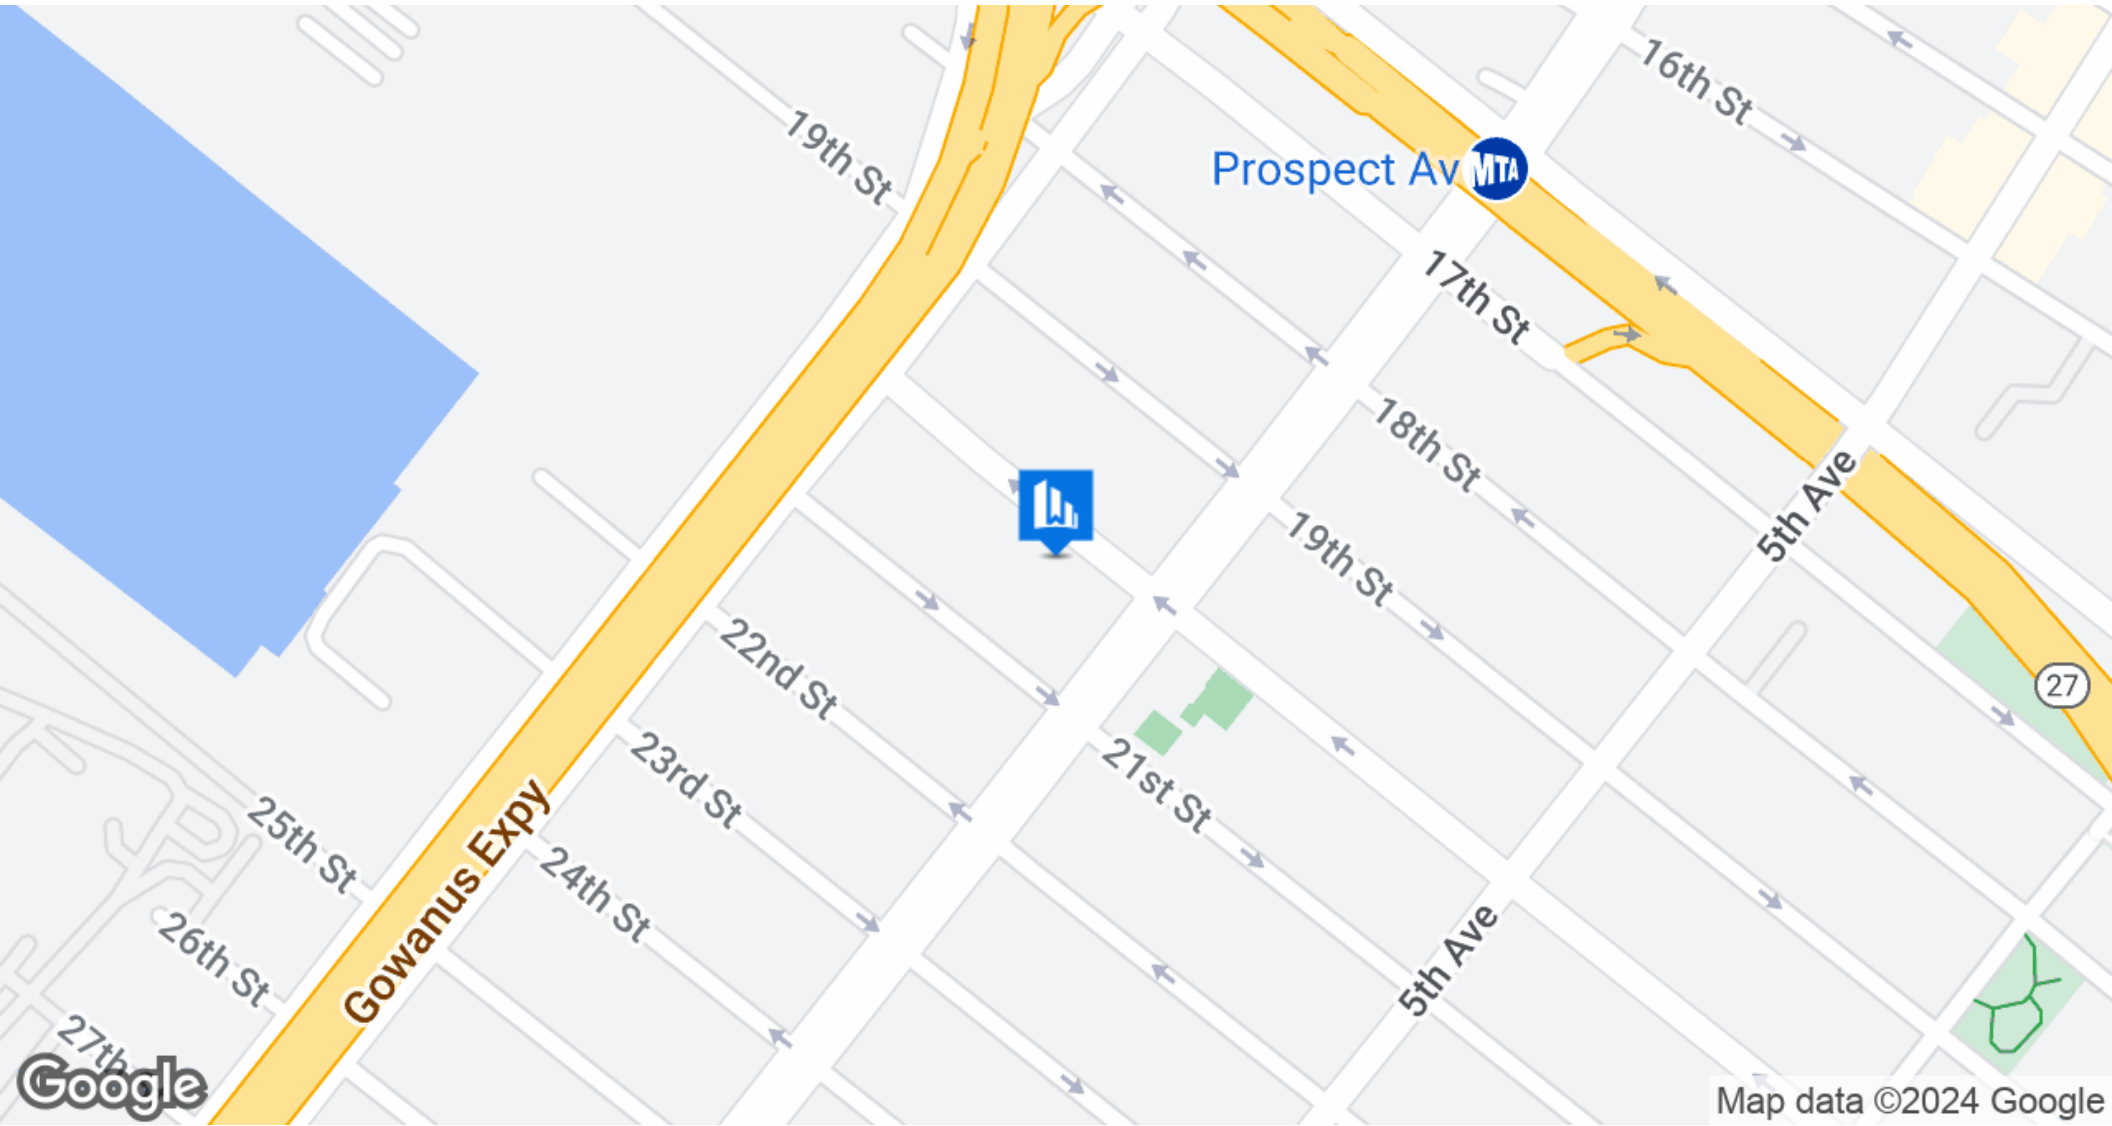 16th St
19th St
Prospect Av
MTA
17th St
18th St
5th Ave
19th St
22nd St
27
23rd St
21st St
25th St
Gowanus Expy
24th St
5th Ave
26th St
27th
Google
Map data ©2024 Google